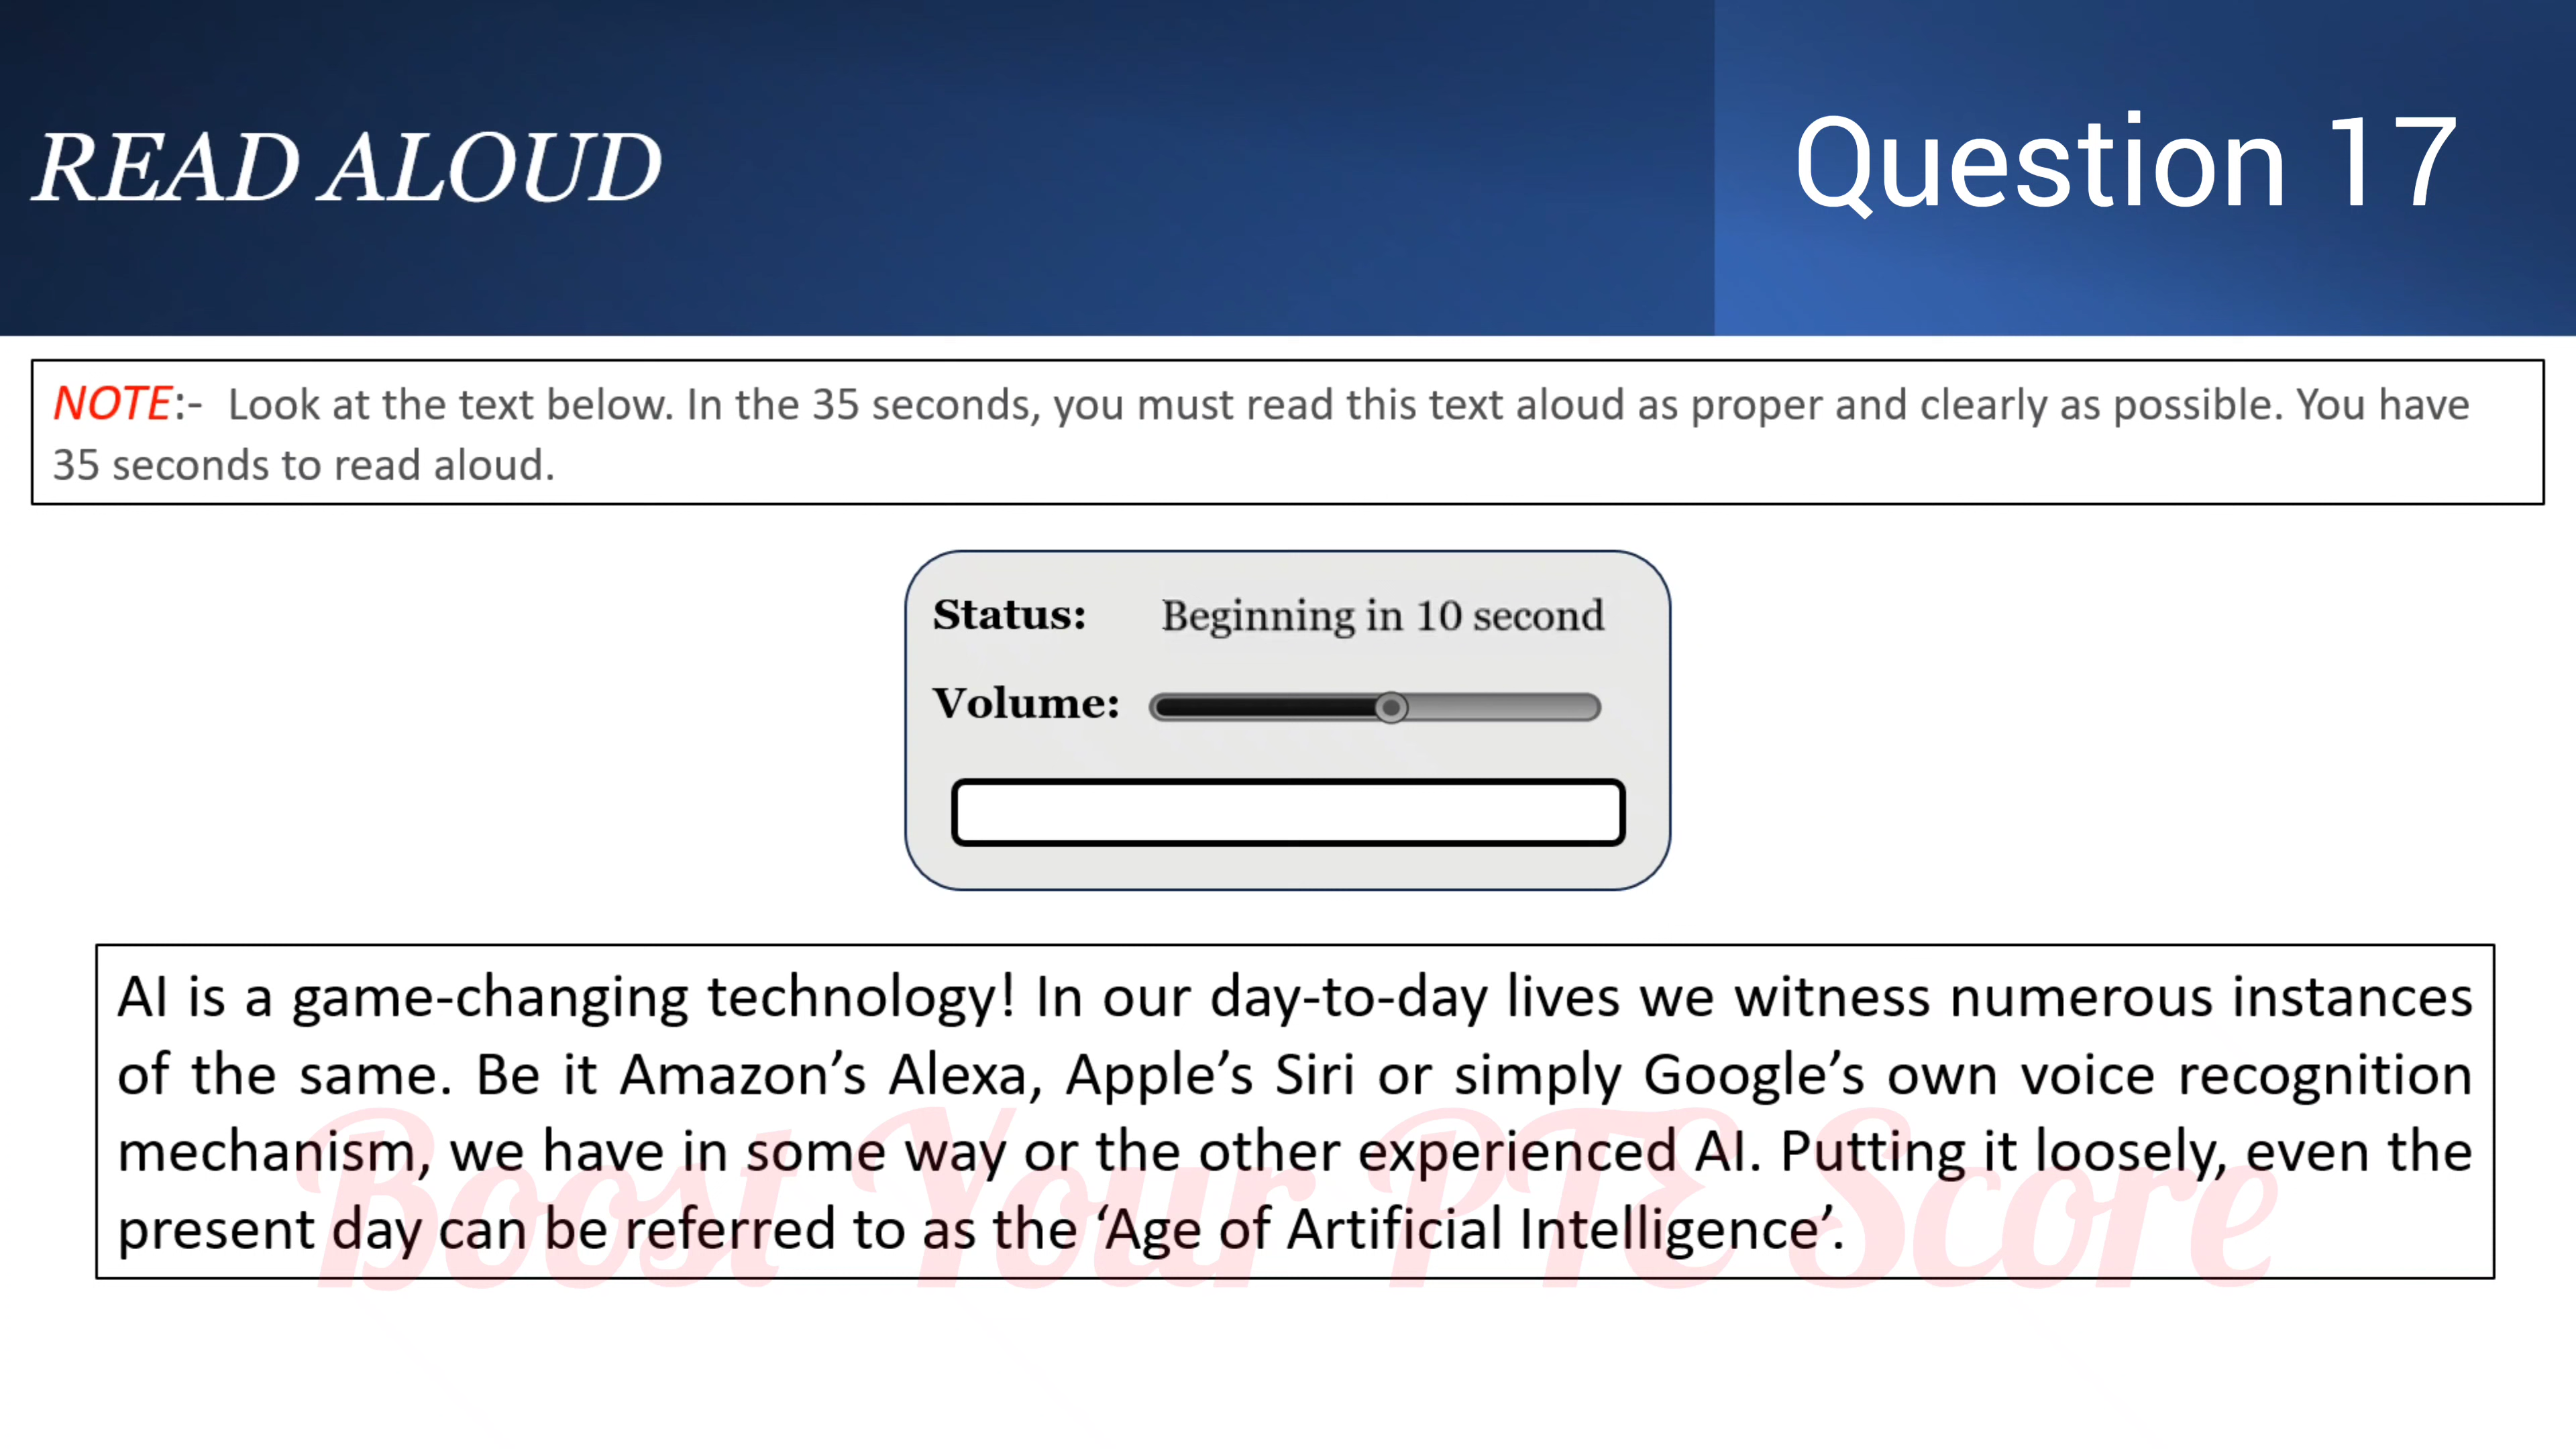 READ ALOUD
Question 17
NOTE:- Look at the text below. In the 35 seconds, you must read this text aloud as proper and clearly as possible. You have
35 seconds to read aloud.
Status: Beginning in 10 second
Volume:
AI is a game-changing technology! In our day-to-day lives we witness numerous instances
of the same. Be it Amazon’s Alexa, Apple’s Siri or simply Google’s own voice recognition
mechanism, we have in some way or the other experienced AI. Putting it loosely, even the
present day can be referred to as the ‘Age of Artificial Intelligence’.
Boost Your PTE Score